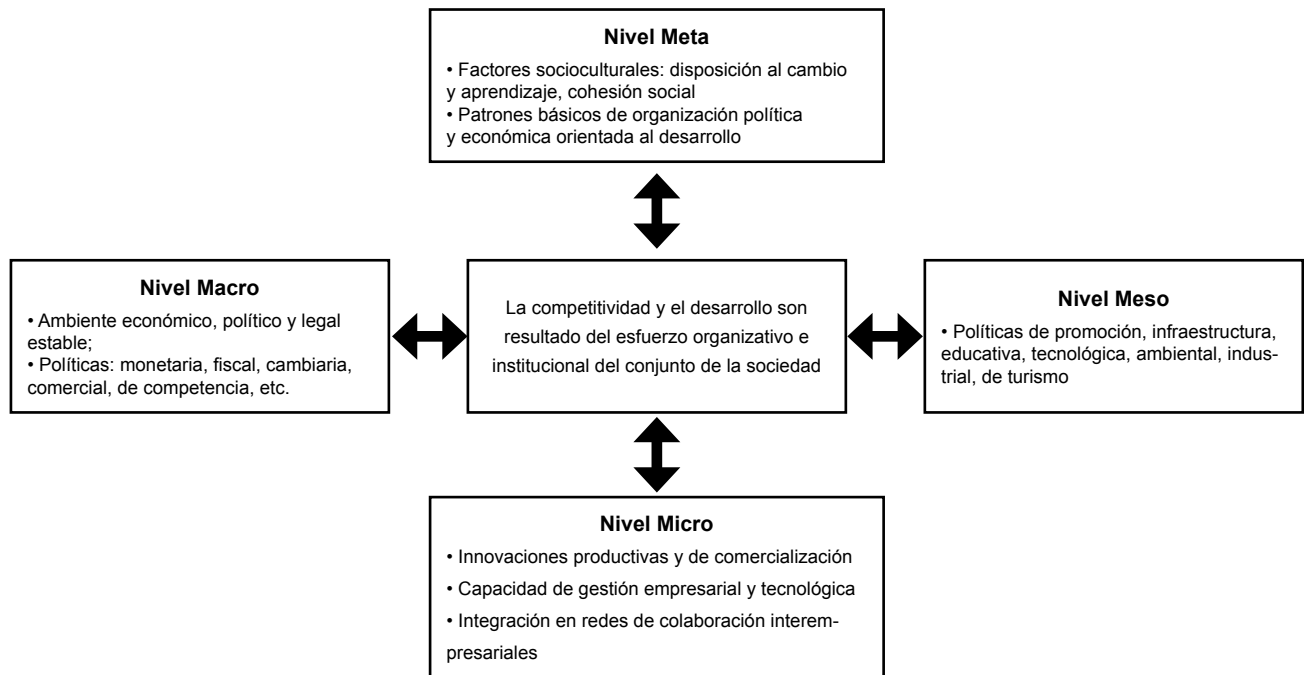 Nivel Meta
• Factores socioculturales: disposición al cambio
y aprendizaje, cohesión social
• Patrones básicos de organización política
y económica orientada al desarrollo
Nivel Macro
• Ambiente económico, político y legal
estable;
• Políticas: monetaria, fiscal, cambiaria,
comercial, de competencia, etc.
La competitividad y el desarrollo son
resultado del esfuerzo organizativo e
institucional del conjunto de la sociedad
Nivel Meso
• Políticas de promoción, infraestructura,
educativa, tecnológica, ambiental, indus-
trial, de turismo
Nivel Micro
• Innovaciones productivas y de comercialización
• Capacidad de gestión empresarial y tecnológica
• Integración en redes de colaboración interem-
presariales